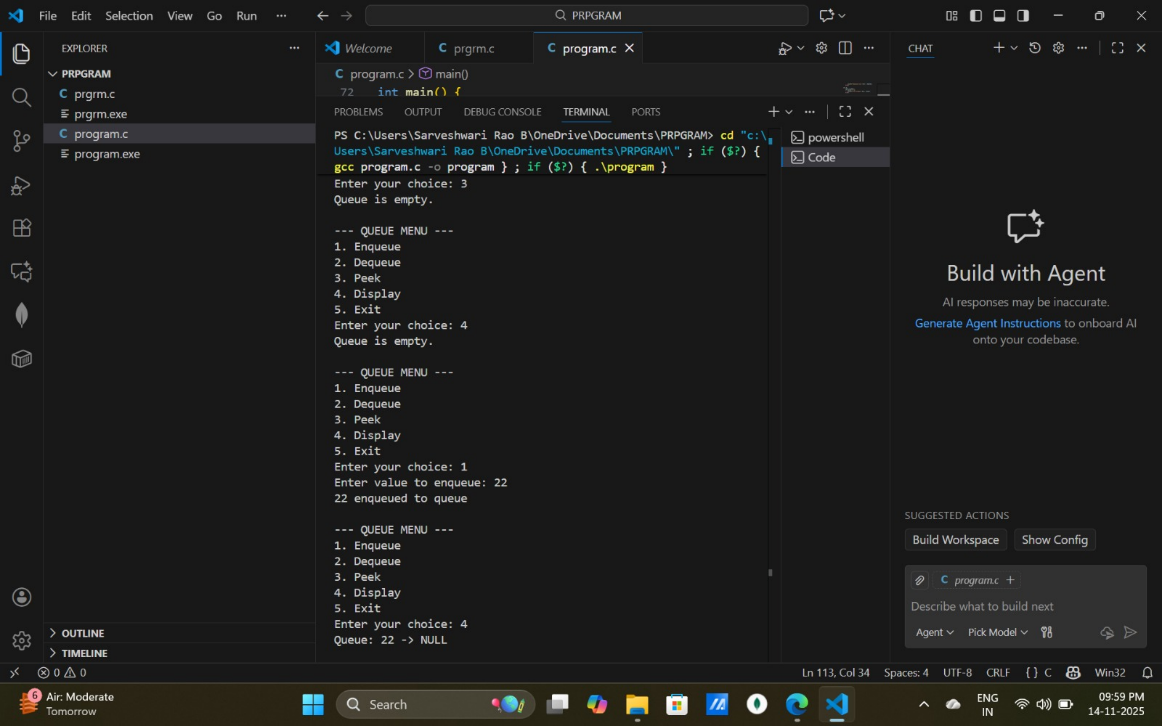 File Edit Selection View Go Run ··· PRPGRAM
EXPLORER ···
PRPGRAM
C prgrm.c
prgrm.exe
C program.c
program.exe
OUTLINE
TIMELINE
Welcome C prgrm.c C program.c
C program.c > main()
72 int main() {
PROBLEMS OUTPUT DEBUG CONSOLE TERMINAL PORTS
PS C:\Users\Sarveshwari Rao B\OneDrive\Documents\PRPGRAM> cd "c:\
Users\Sarveshwari Rao B\OneDrive\Documents\PRPGRAM\" ; if ($?) {
gcc program.c -o program } ; if ($?) { .\program }
Enter your choice: 3
Queue is empty.
--- QUEUE MENU ---
1. Enqueue
2. Dequeue
3. Peek
4. Display
5. Exit
Enter your choice: 4
Queue is empty.
--- QUEUE MENU ---
1. Enqueue
2. Dequeue
3. Peek
4. Display
5. Exit
Enter your choice: 1
Enter value to enqueue: 22
22 enqueued to queue
--- QUEUE MENU ---
1. Enqueue
2. Dequeue
3. Peek
4. Display
5. Exit
Enter your choice: 4
Queue: 22 -> NULL
powershell
Code
CHAT
Build with Agent
AI responses may be inaccurate.
Generate Agent Instructions to onboard AI
onto your codebase.
SUGGESTED ACTIONS
Build Workspace Show Config
C program.c +
Describe what to build next
Agent Pick Model
0 0 Ln 113, Col 34 Spaces: 4 UTF-8 CRLF { } C Win32
6 Air: Moderate
Tomorrow
Search
ENG
IN
09:59 PM
14-11-2025